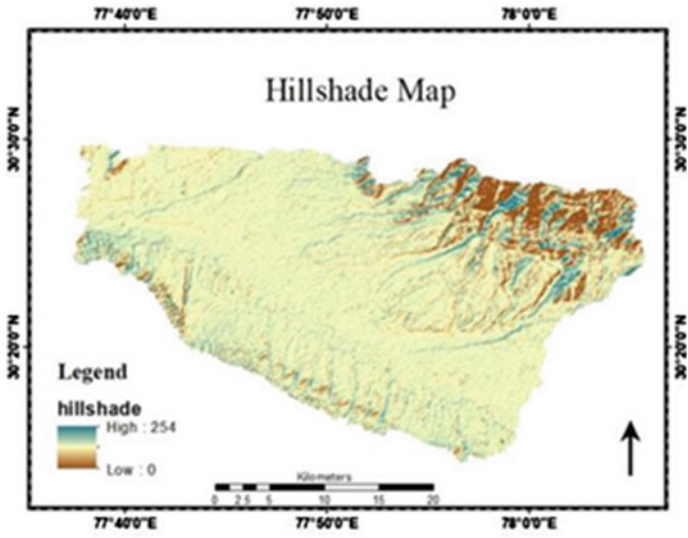 77°40'0"E 77°50'0"E 78°0'0"E
Hillshade Map
30°30'0"N 30°30'0"N
30°20'0"N 30°20'0"N
Legend
hillshade
High : 254
Low : 0
Kilometers
0 2.5 5 10 15 20
77°40'0"E 77°50'0"E 78°0'0"E